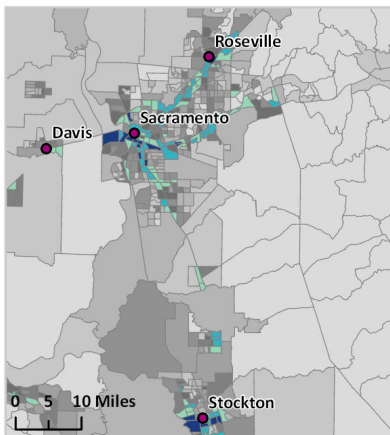 Roseville
Sacramento
Davis
0 5 10 Miles
Stockton